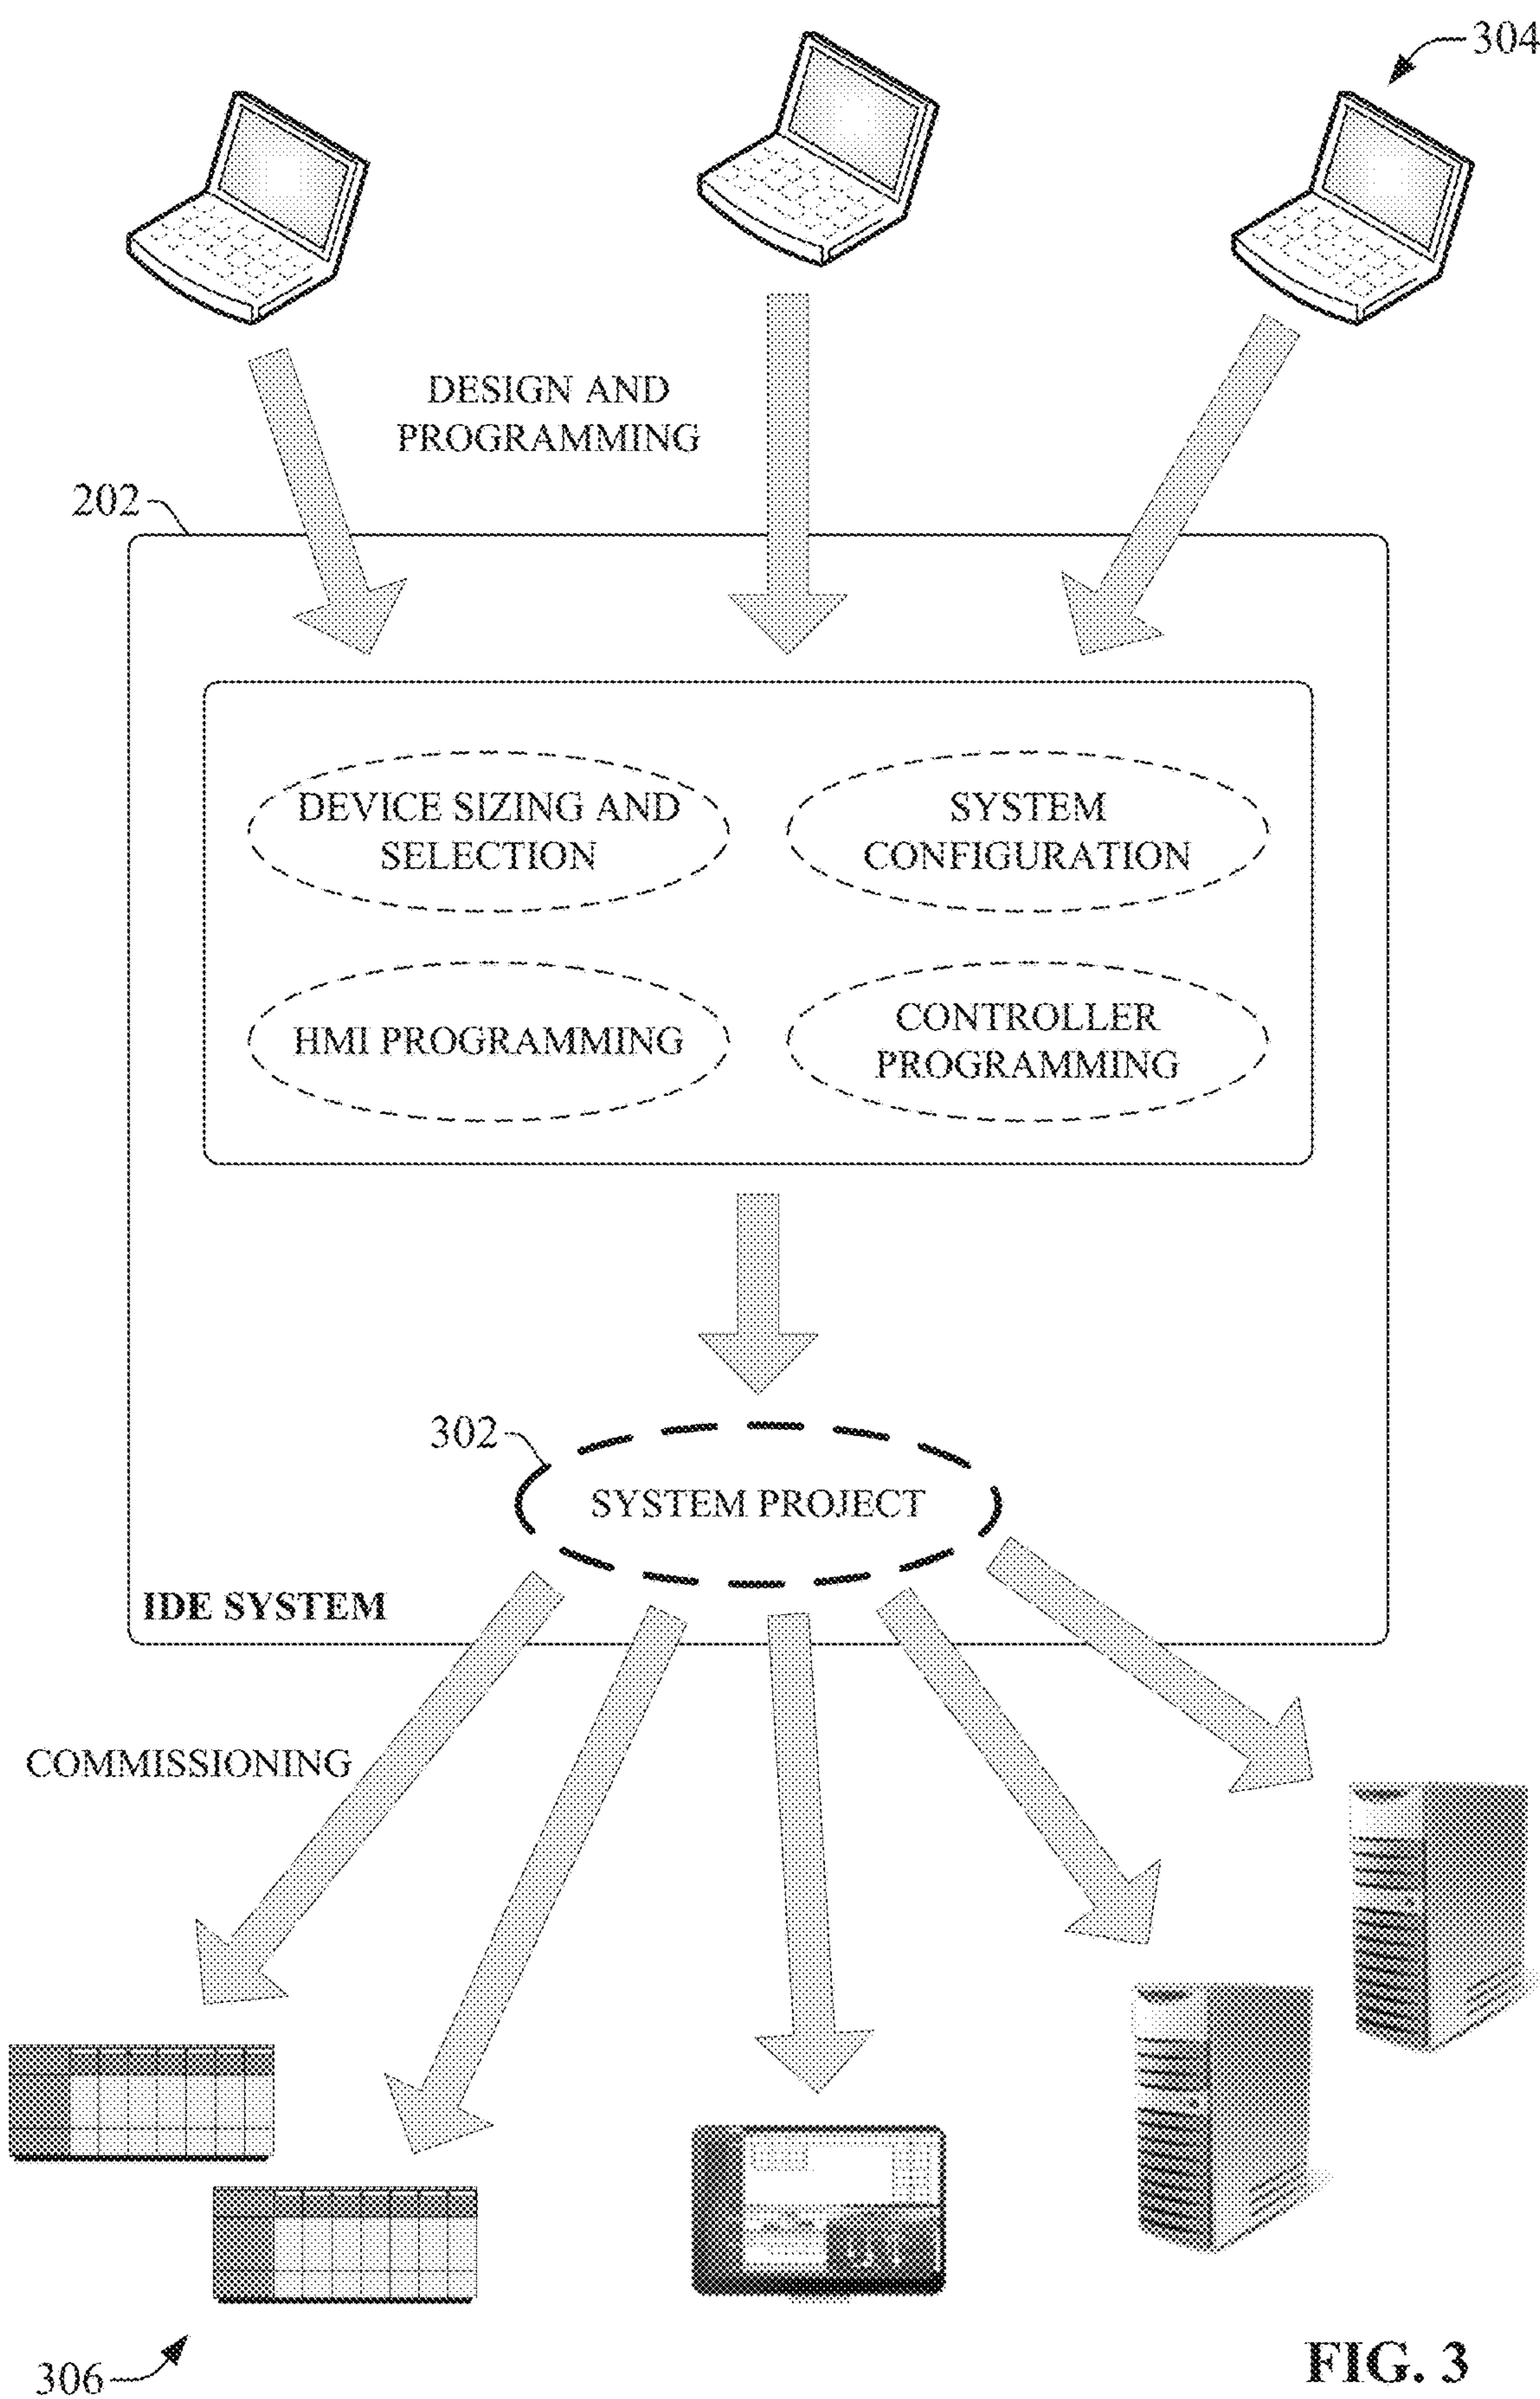 304
DESIGN AND
PROGRAMMING
202
DEVICE SIZING AND
SELECTION
SYSTEM
CONFIGURATION
HMI PROGRAMMING
CONTROLLER
PROGRAMMING
302
SYSTEM PROJECT
IDE SYSTEM
COMMISSIONING
306
FIG. 3